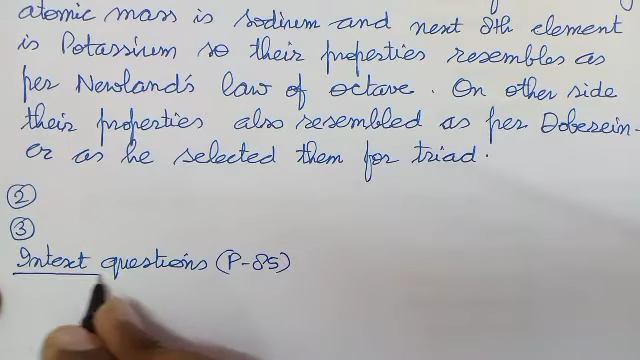 atomic mass is sodium and next 8th element
is Potassium so their properties resembles as
per Newland's law of octave. On other side
their properties also resembled as per Doberein-
er as he selected them for triad.
②
③
Intext questions (P-85)